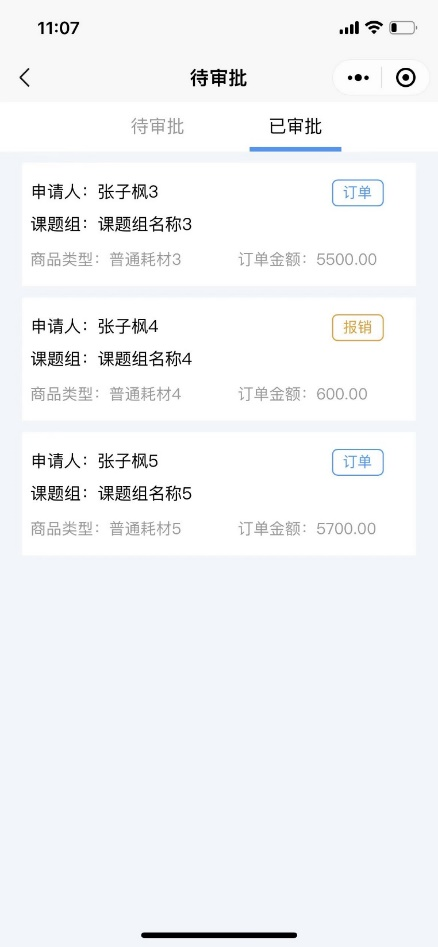 11:07
待审批
待审批 已审批
申请人：张子枫3 订单
课题组：课题组名称3
商品类型：普通耗材3 订单金额：5500.00
申请人：张子枫4 报销
课题组：课题组名称4
商品类型：普通耗材4 订单金额：600.00
申请人：张子枫5 订单
课题组：课题组名称5
商品类型：普通耗材5 订单金额：5700.00